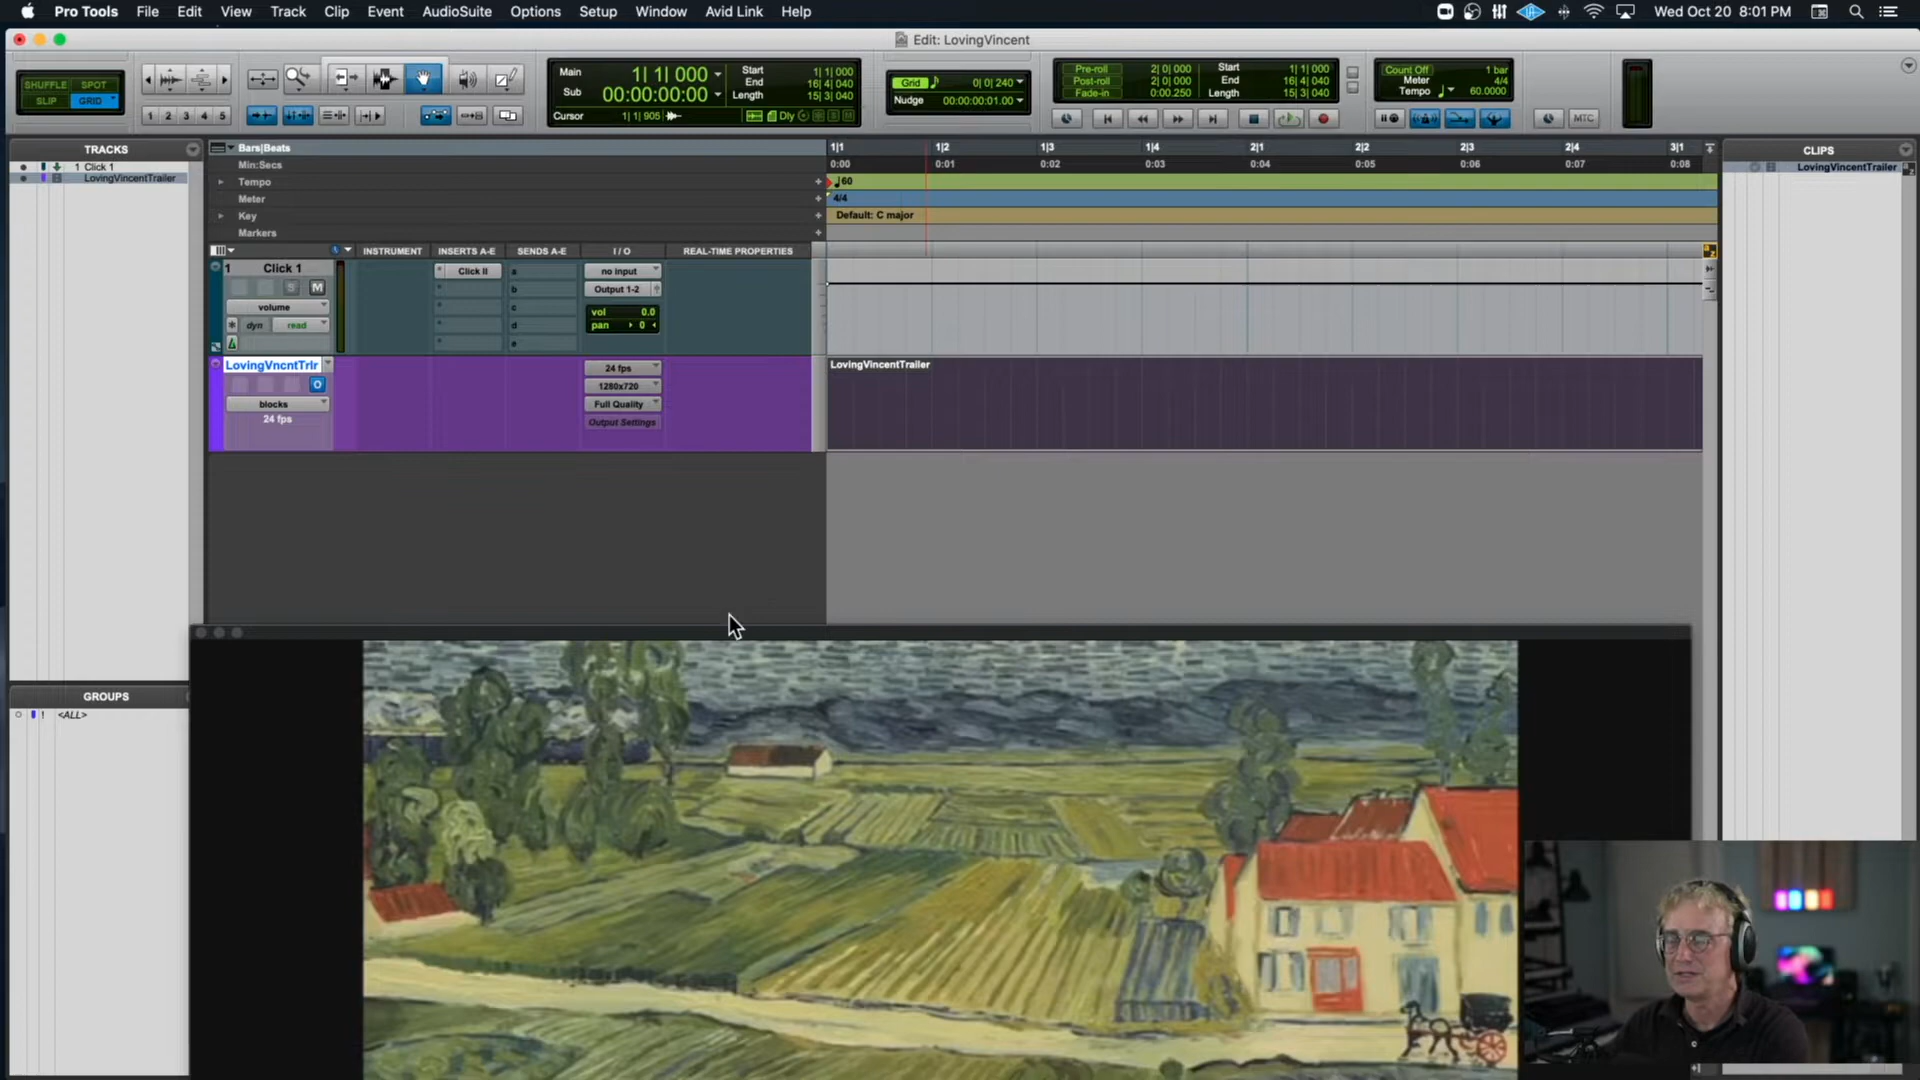 Pro Tools File Edit View Track Clip Event AudioSuite Options Setup Window Avid Link Help Wed Oct 20 8:01 PM
Edit: LovingVincent
SHUFFLE SPOT
SLIP GRID
1 2 3 4 5
Main 1| 1| 000
Sub 00:00:00:00
Start 1| 1| 000
End 16| 4| 040
Length 15| 3| 040
Cursor 1| 1| 905 Dly
Grid 0| 0| 240
Nudge 00:00:00:01.00
Pre-roll 2| 0| 000
Post-roll 2| 0| 000
Fade-in 0:00.250
Start 1| 1| 000
End 16| 4| 040
Length 15| 3| 040
Count Off 1 bar
Meter 4/4
Tempo 60.0000
MTC
TRACKS
1 Click 1
LovingVincentTrailer
GROUPS
! <ALL>
Bars|Beats 1|1 1|2 1|3 1|4 2|1 2|2 2|3 2|4 3|1
Min:Secs 0:00 0:01 0:02 0:03 0:04 0:05 0:06 0:07 0:08
Tempo 60
Meter 4/4
Key Default: C major
Markers
INSTRUMENT INSERTS A-E SENDS A-E I / O REAL-TIME PROPERTIES
1 Click 1
S M
volume
dyn read
Click II
a
b
c
d
e
no input
Output 1-2
vol 0.0
pan 0
LovingVncntTrlr
O
blocks
24 fps
24 fps
1280x720
Full Quality
Output Settings
LovingVincentTrailer
CLIPS
LovingVincentTrailer